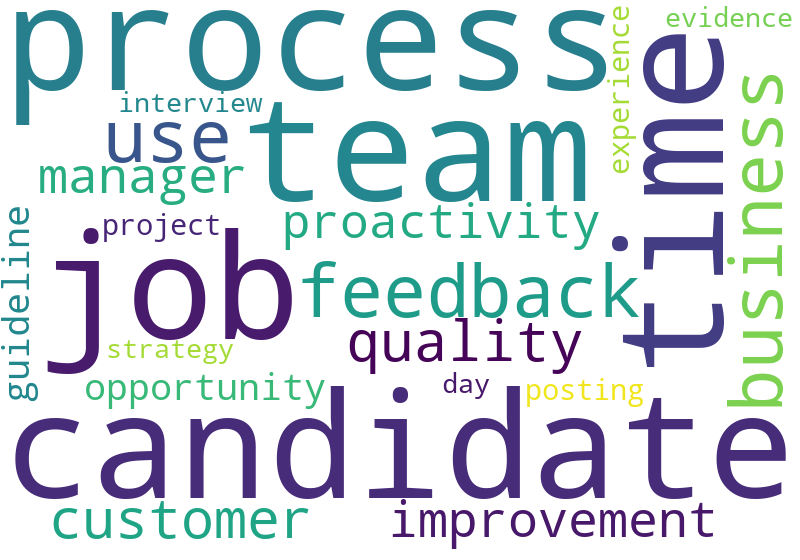 process
evidence
experience
time
interview
use
team
business
manager
project
proactivity
guideline
job
feedback
quality
strategy
opportunity
day
posting
candidate
customer
improvement